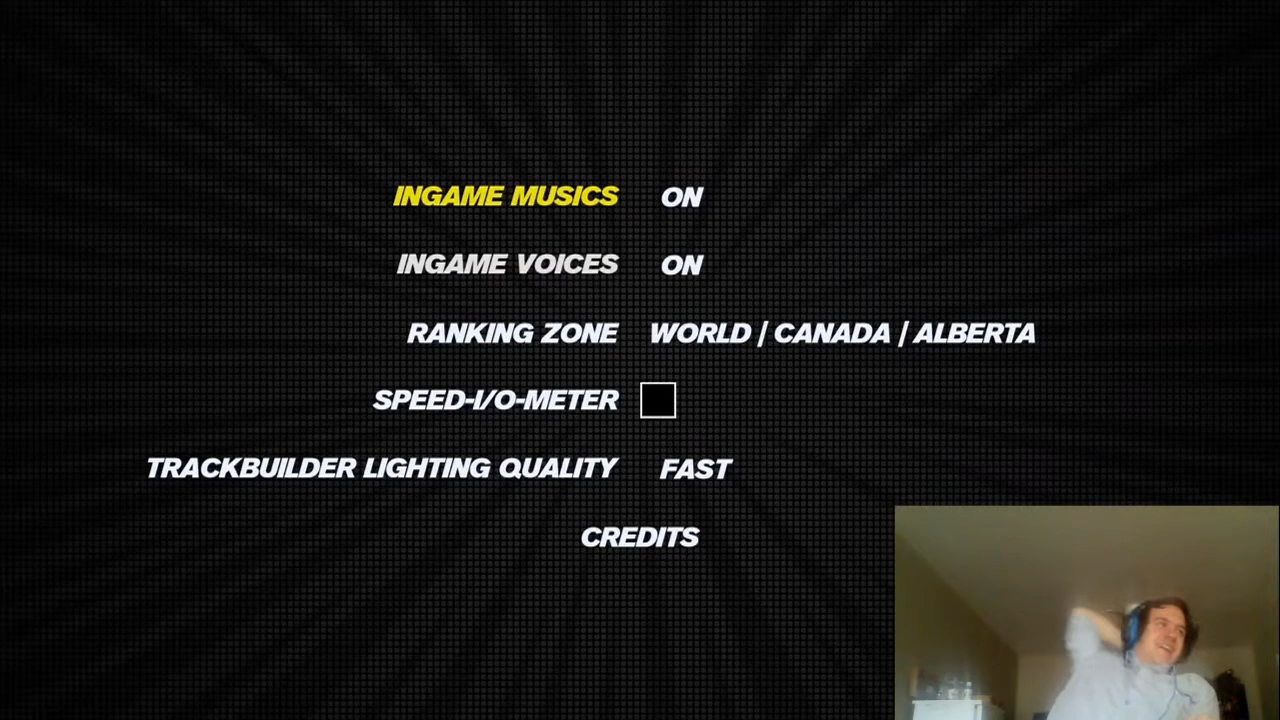 INGAME MUSICS ON
INGAME VOICES ON
RANKING ZONE WORLD | CANADA | ALBERTA
SPEED-I/O-METER
TRACKBUILDER LIGHTING QUALITY FAST
CREDITS